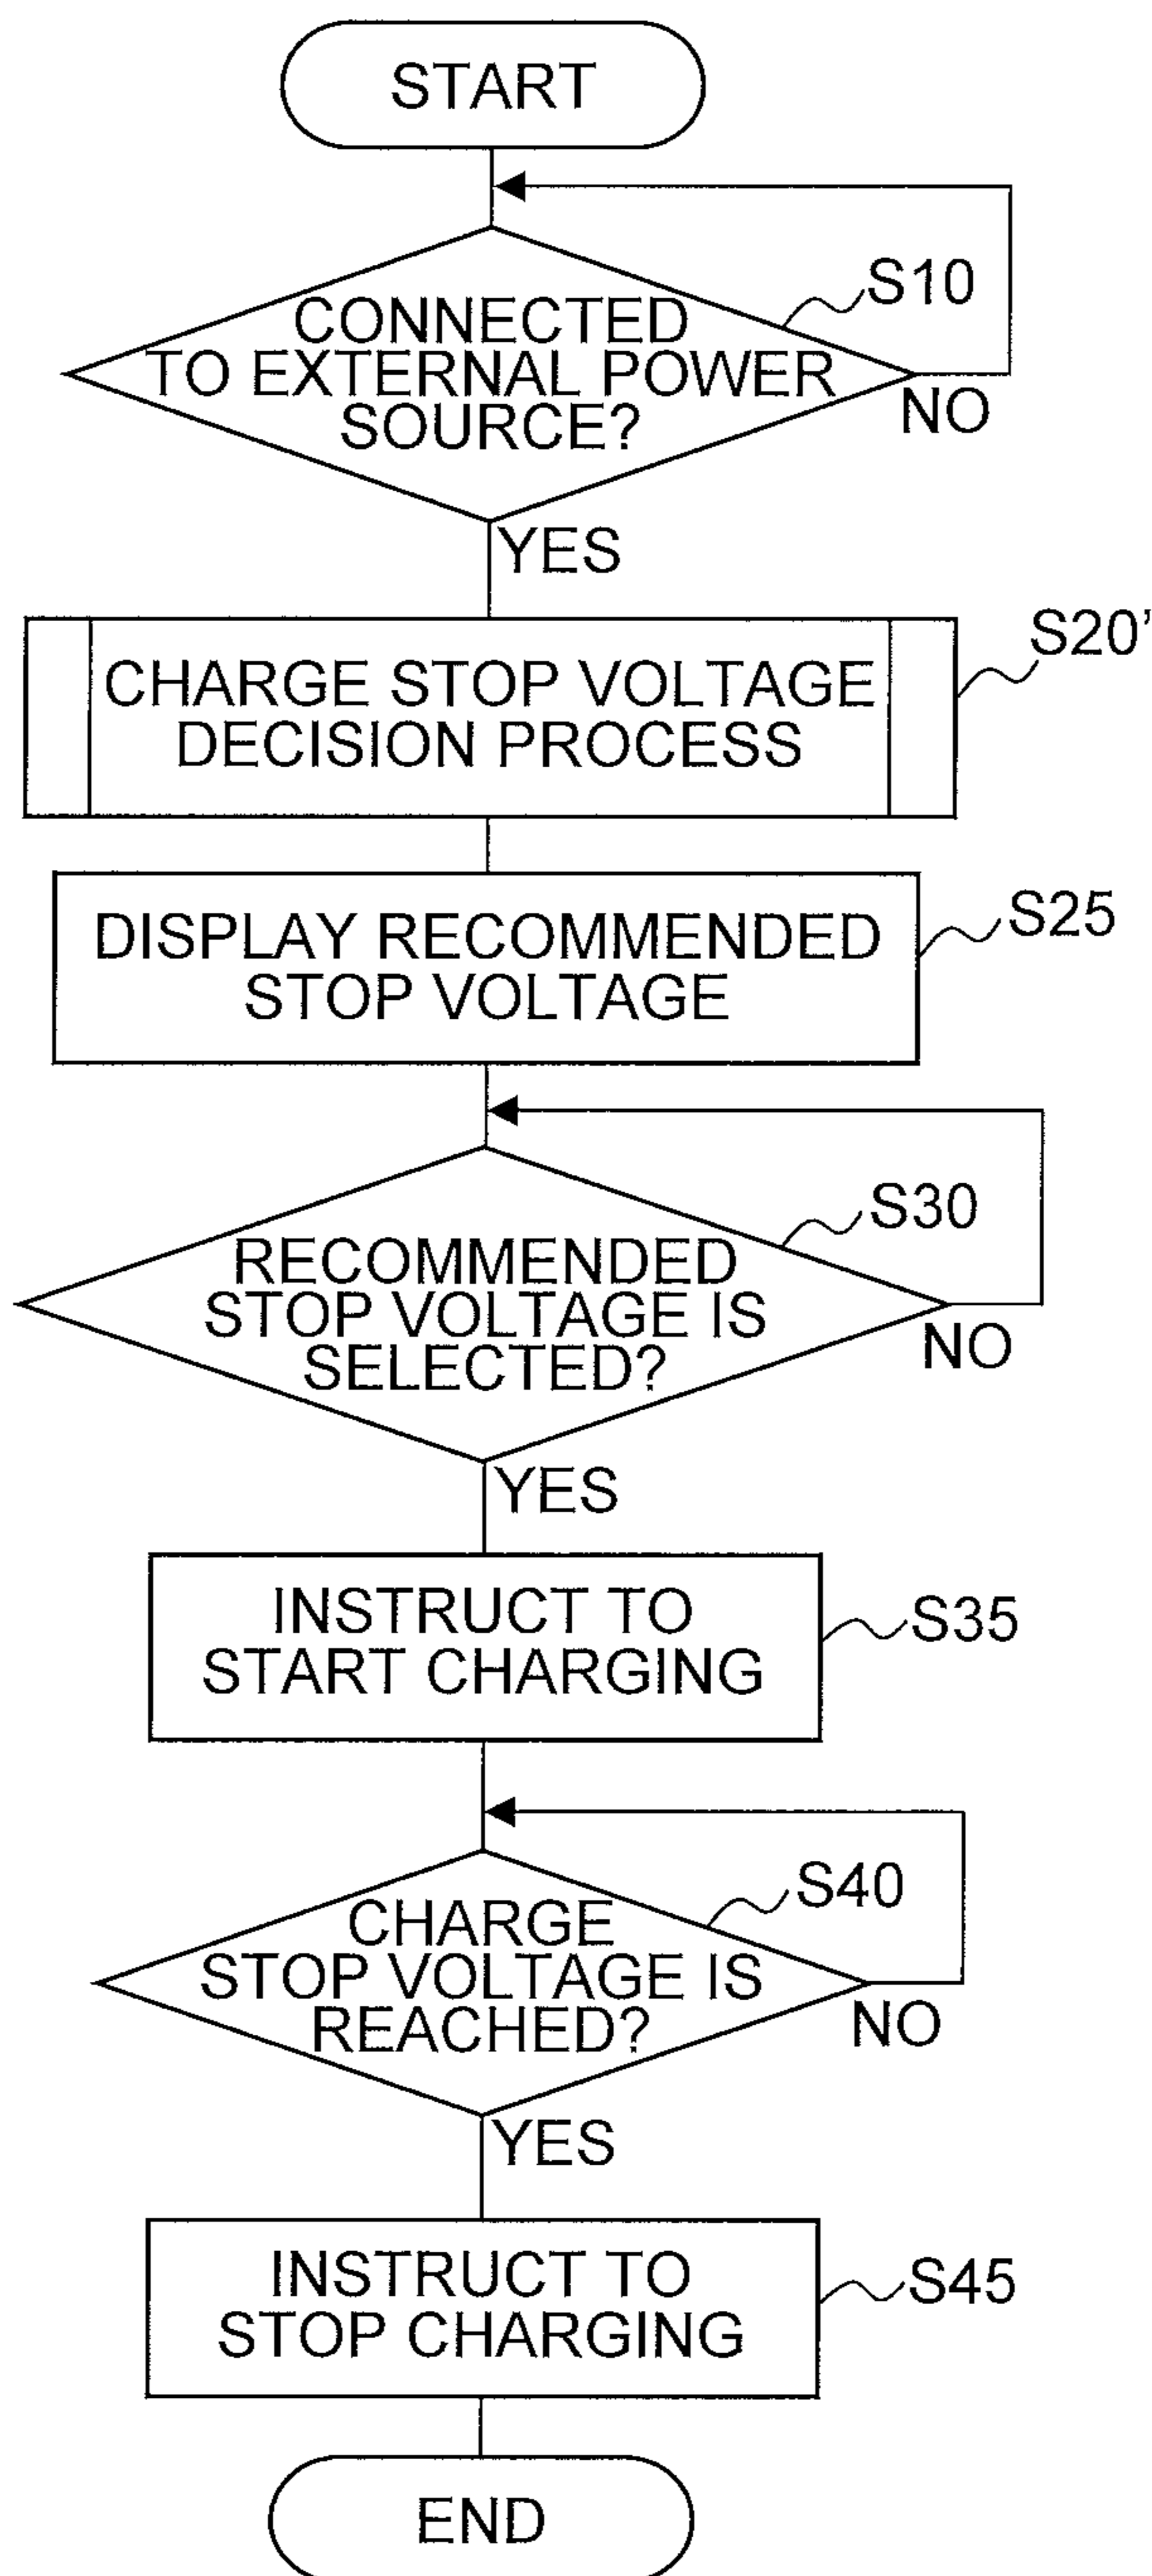 START
S10
CONNECTED
TO EXTERNAL POWER
SOURCE?
NO
YES
S20’
CHARGE STOP VOLTAGE
DECISION PROCESS
S25
DISPLAY RECOMMENDED
STOP VOLTAGE
S30
RECOMMENDED
STOP VOLTAGE IS
SELECTED?
NO
YES
INSTRUCT TO
START CHARGING
S35
S40
CHARGE
STOP VOLTAGE IS
REACHED?
NO
YES
INSTRUCT TO
STOP CHARGING
S45
END